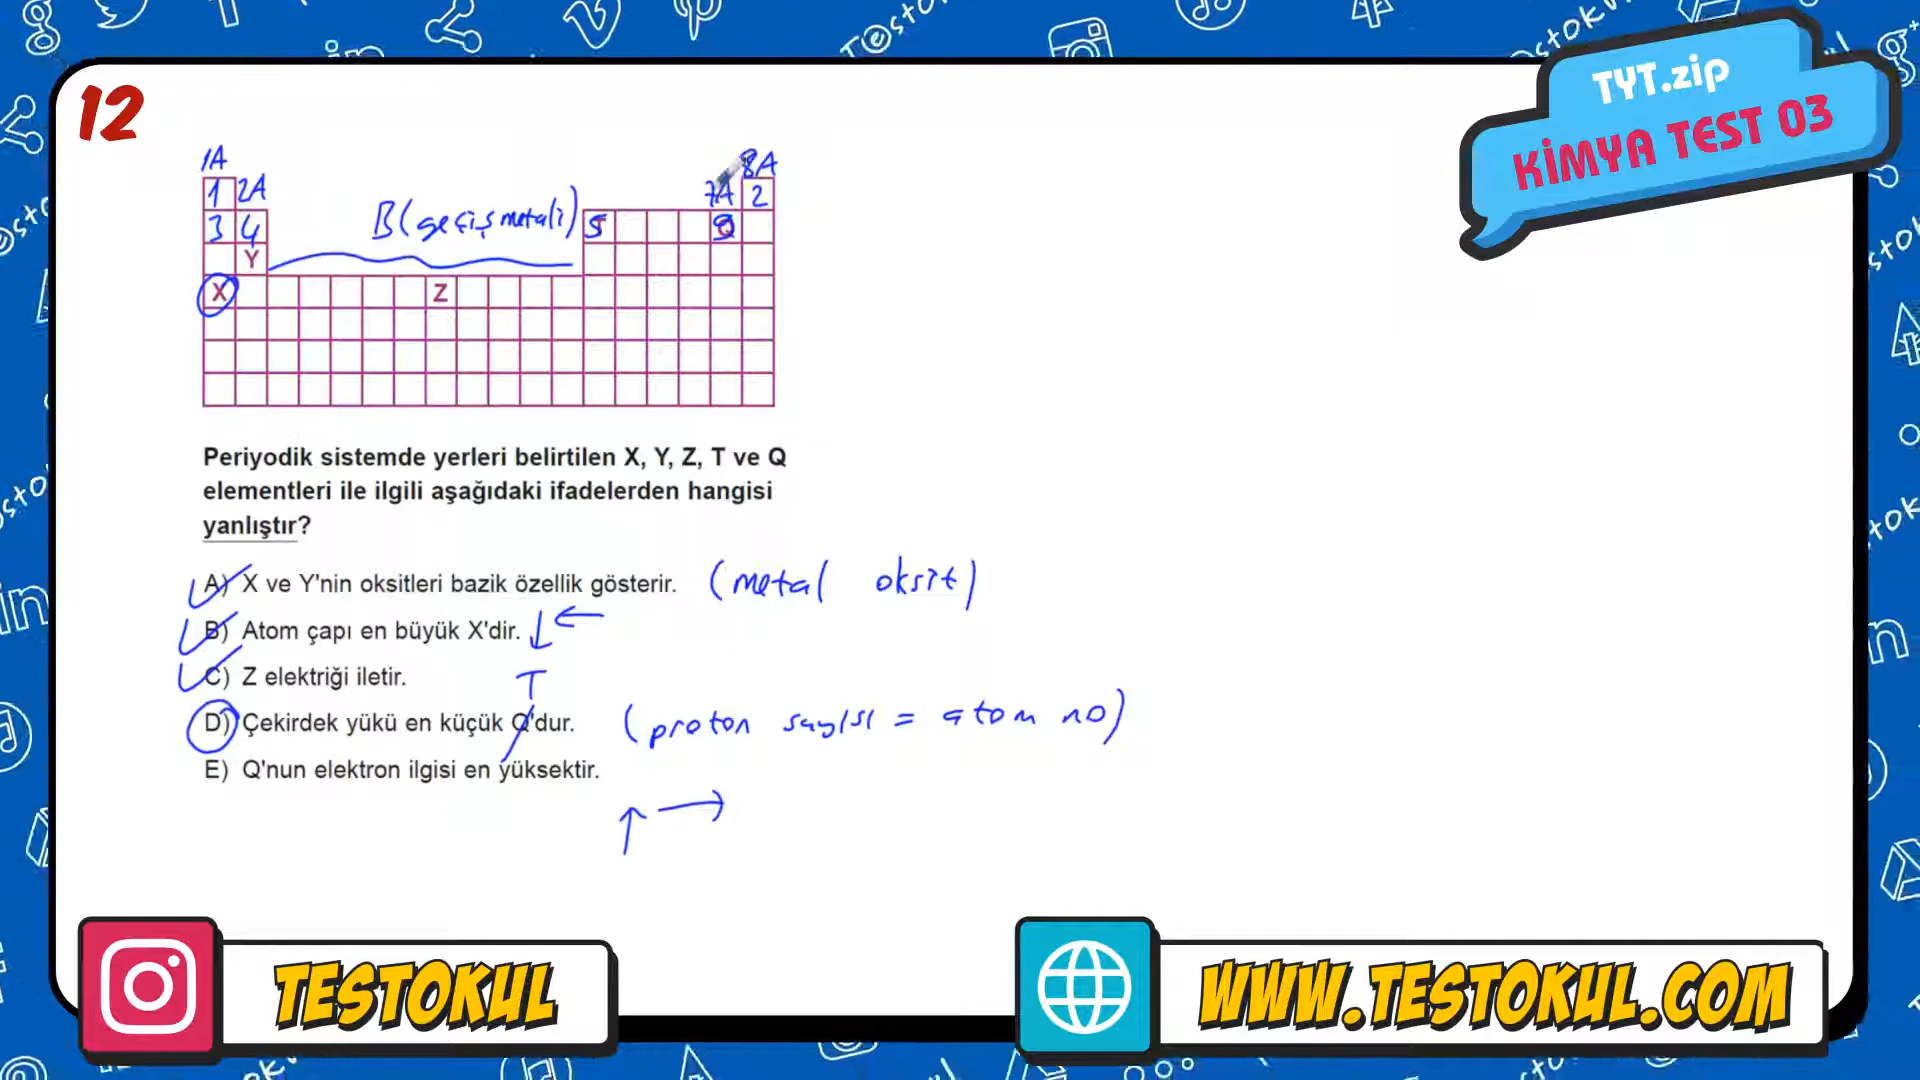 12
TYT.zip
KİMYA TEST 03
1A
8A
1 2A
7A 2
3 4
B(geçiş metali)
5
9
Y
X
Z
Periyodik sistemde yerleri belirtilen X, Y, Z, T ve Q
elementleri ile ilgili aşağıdaki ifadelerden hangisi
yanlıştır?
A) X ve Y'nin oksitleri bazik özellik gösterir. (metal oksit)
B) Atom çapı en büyük X'dir.
C) Z elektriği iletir.
T
D) Çekirdek yükü en küçük Q'dur. (proton sayısı = atom no)
E) Q'nun elektron ilgisi en yüksektir.
TESTOKUL
WWW.TESTOKUL.COM